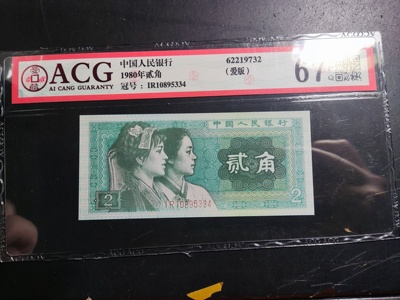 ACG
AI CANG GUARANTY
中国人民银行
1980年贰角
冠号：IR10895334
62219732
(爱版)
67
中国人民银行
贰角
2
2
IR10895334